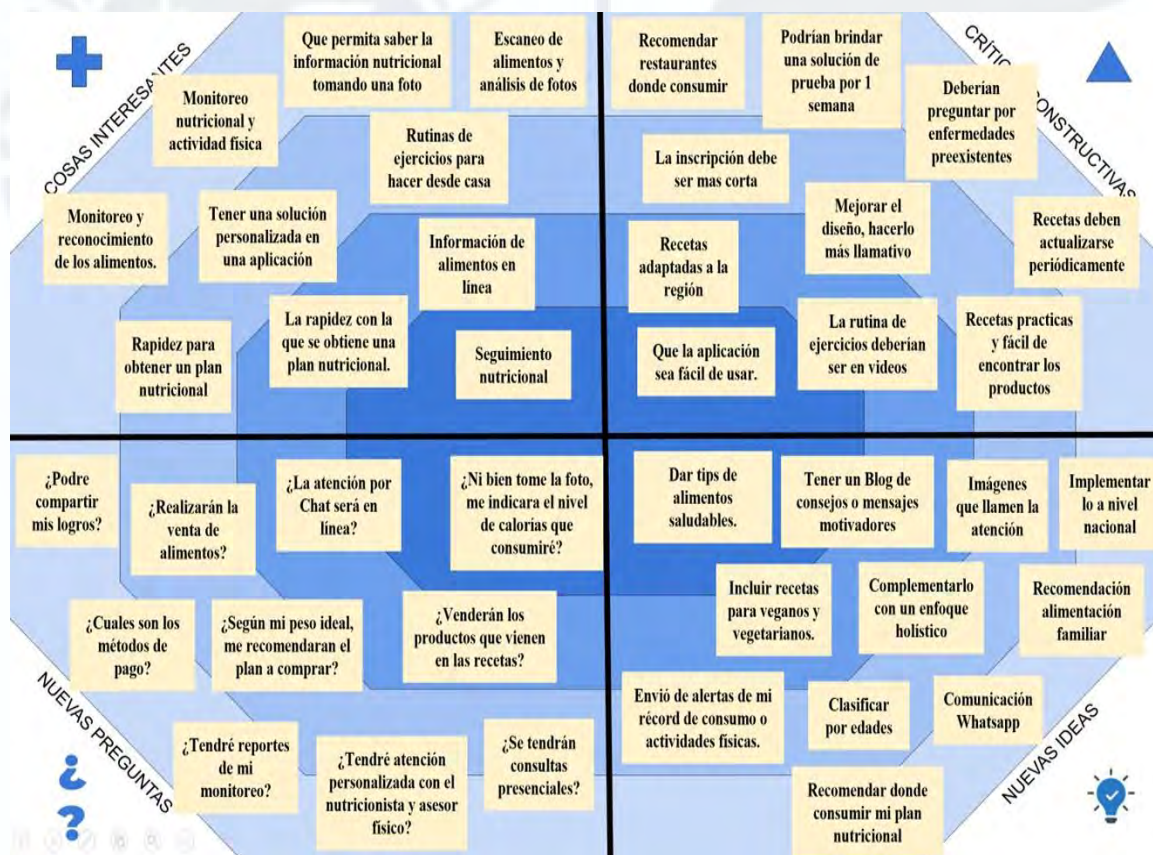 COSAS INTERESANTES
Que permita saber la
información nutricional
tomando una foto
Escaneo de
alimentos y
análisis de fotos
Monitoreo
nutricional y
actividad física
Rutinas de
ejercicios para
hacer desde casa
Monitoreo y
reconocimiento
de los alimentos.
Tener una solución
personalizada en
una aplicación
Información de
alimentos en
línea
Rapidez para
obtener un plan
nutricional
La rapidez con la
que se obtiene una
plan nutricional.
Seguimiento
nutricional
CRÍTIC
ONSTRUCTIVAS
Recomendar
restaurantes
donde consumir
Podrían brindar
una solución de
prueba por 1
semana
Deberían
preguntar por
enfermedades
preexistentes
La inscripción debe
ser mas corta
Mejorar el
diseño, hacerlo
más llamativo
Recetas deben
actualizarse
periódicamente
Recetas
adaptadas a la
región
Que la aplicación
sea fácil de usar.
La rutina de
ejercicios deberían
ser en videos
Recetas practicas
y fácil de
encontrar los
productos
NUEVAS PREGUNTAS
¿Podre
compartir
mis logros?
¿Realizarán la
venta de
alimentos?
¿La atención por
Chat será en
línea?
¿Ni bien tome la foto,
me indicara el nivel
de calorías que
consumiré?
¿Cuales son los
métodos de
pago?
¿Según mi peso ideal,
me recomendaran el
plan a comprar?
¿Venderán los
productos que vienen
en las recetas?
¿Tendré reportes
de mi
monitoreo?
¿Tendré atención
personalizada con el
nutricionista y asesor
físico?
¿Se tendrán
consultas
presenciales?
¿
?
NUEVAS IDEAS
Dar tips de
alimentos
saludables.
Tener un Blog de
consejos o mensajes
motivadores
Imágenes
que llamen la
atención
Implementar
lo a nivel
nacional
Incluir recetas
para veganos y
vegetarianos.
Complementarlo
con un enfoque
holístico
Recomendación
alimentación
familiar
Envió de alertas de mi
récord de consumo o
actividades físicas.
Clasificar
por edades
Comunicación
Whatsapp
Recomendar donde
consumir mi plan
nutricional